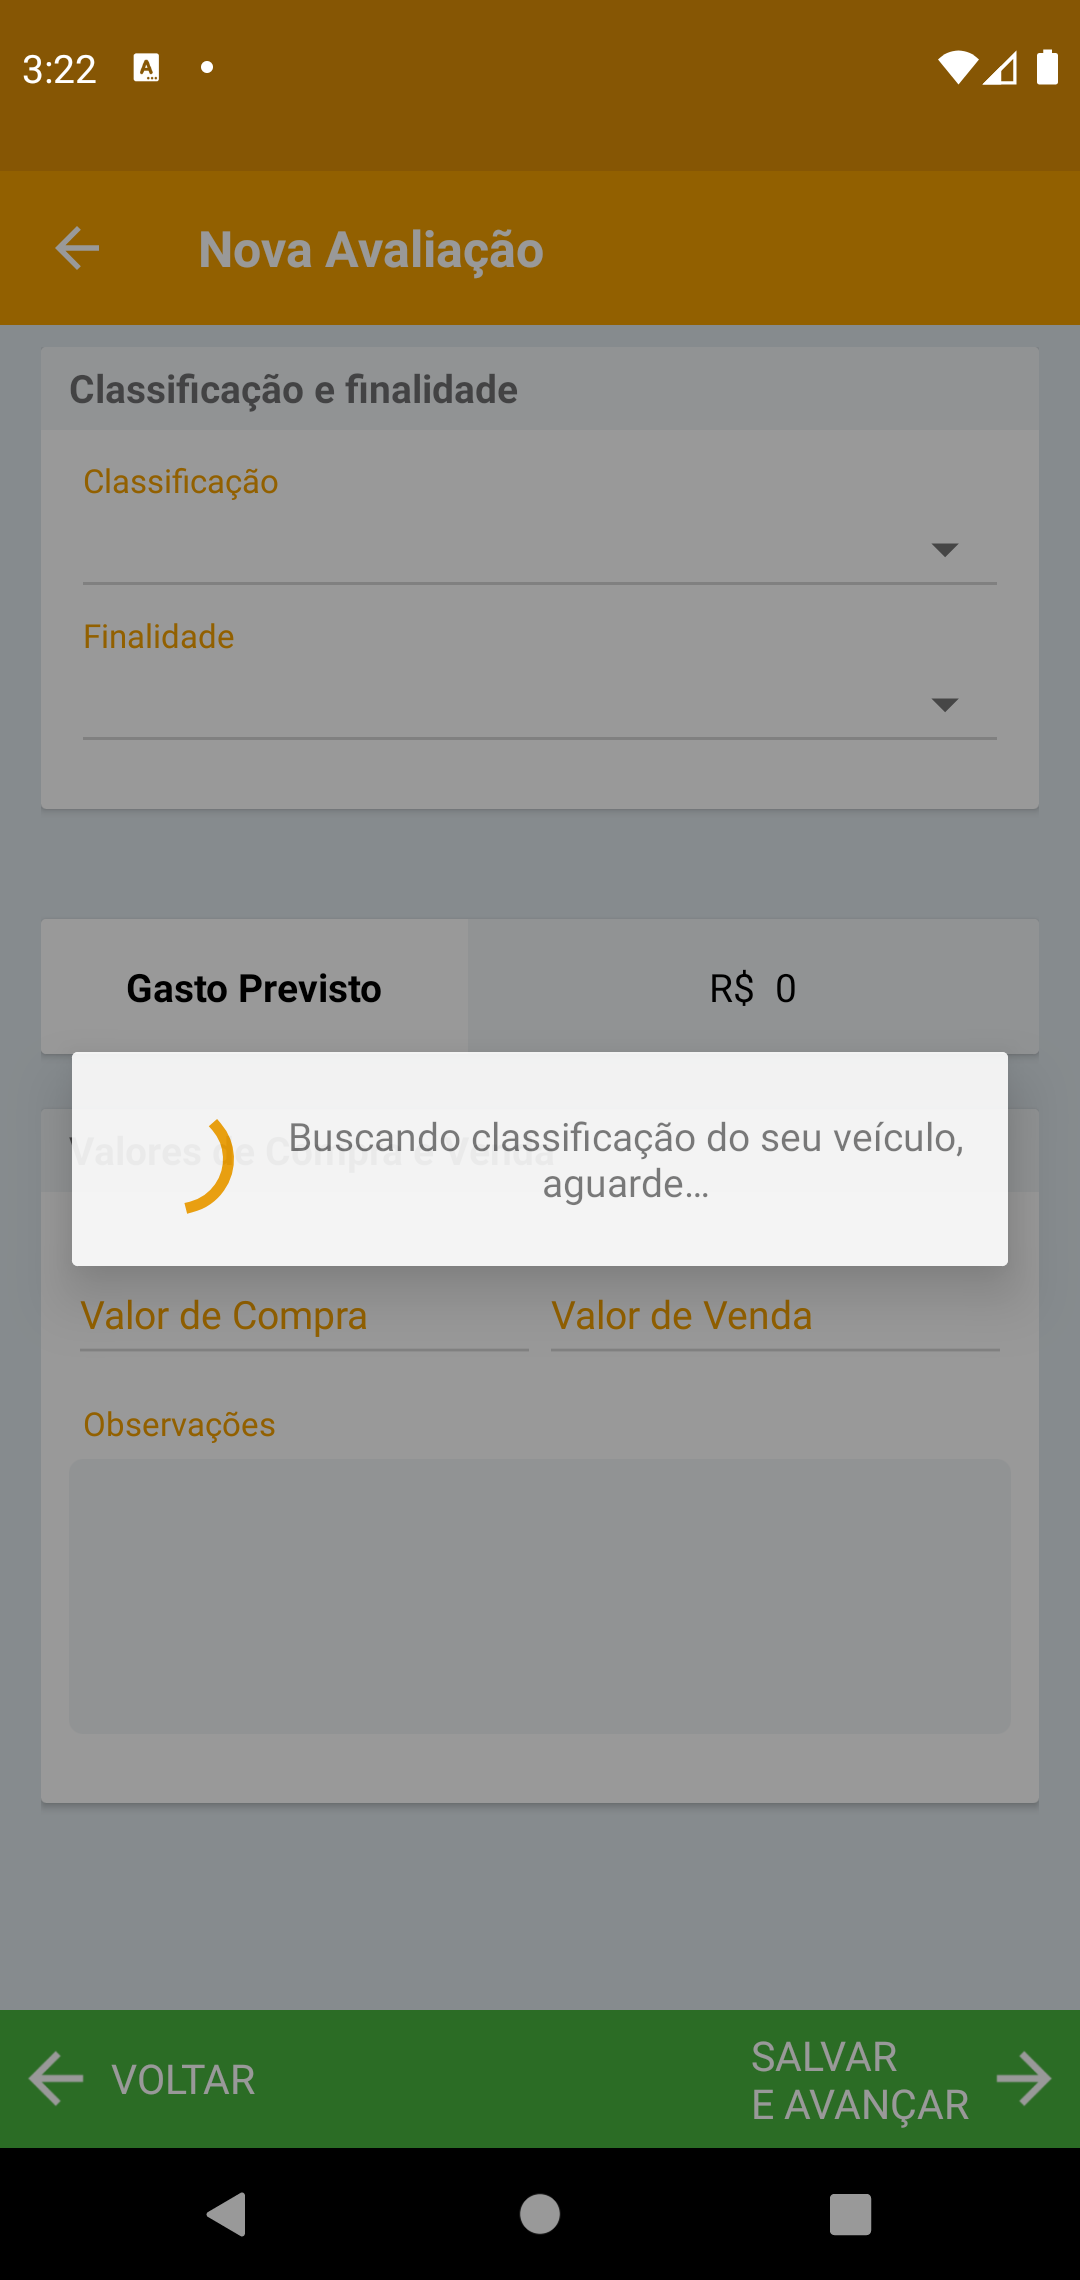 3:22
Nova Avaliação
Classificação e finalidade
Classificação
Finalidade
Gasto Previsto
R$ 0
Buscando classificação do seu veículo,
aguarde...
Valores de Compra e Venda
Valor de Compra
Valor de Venda
Observações
VOLTAR
SALVAR
E AVANÇAR